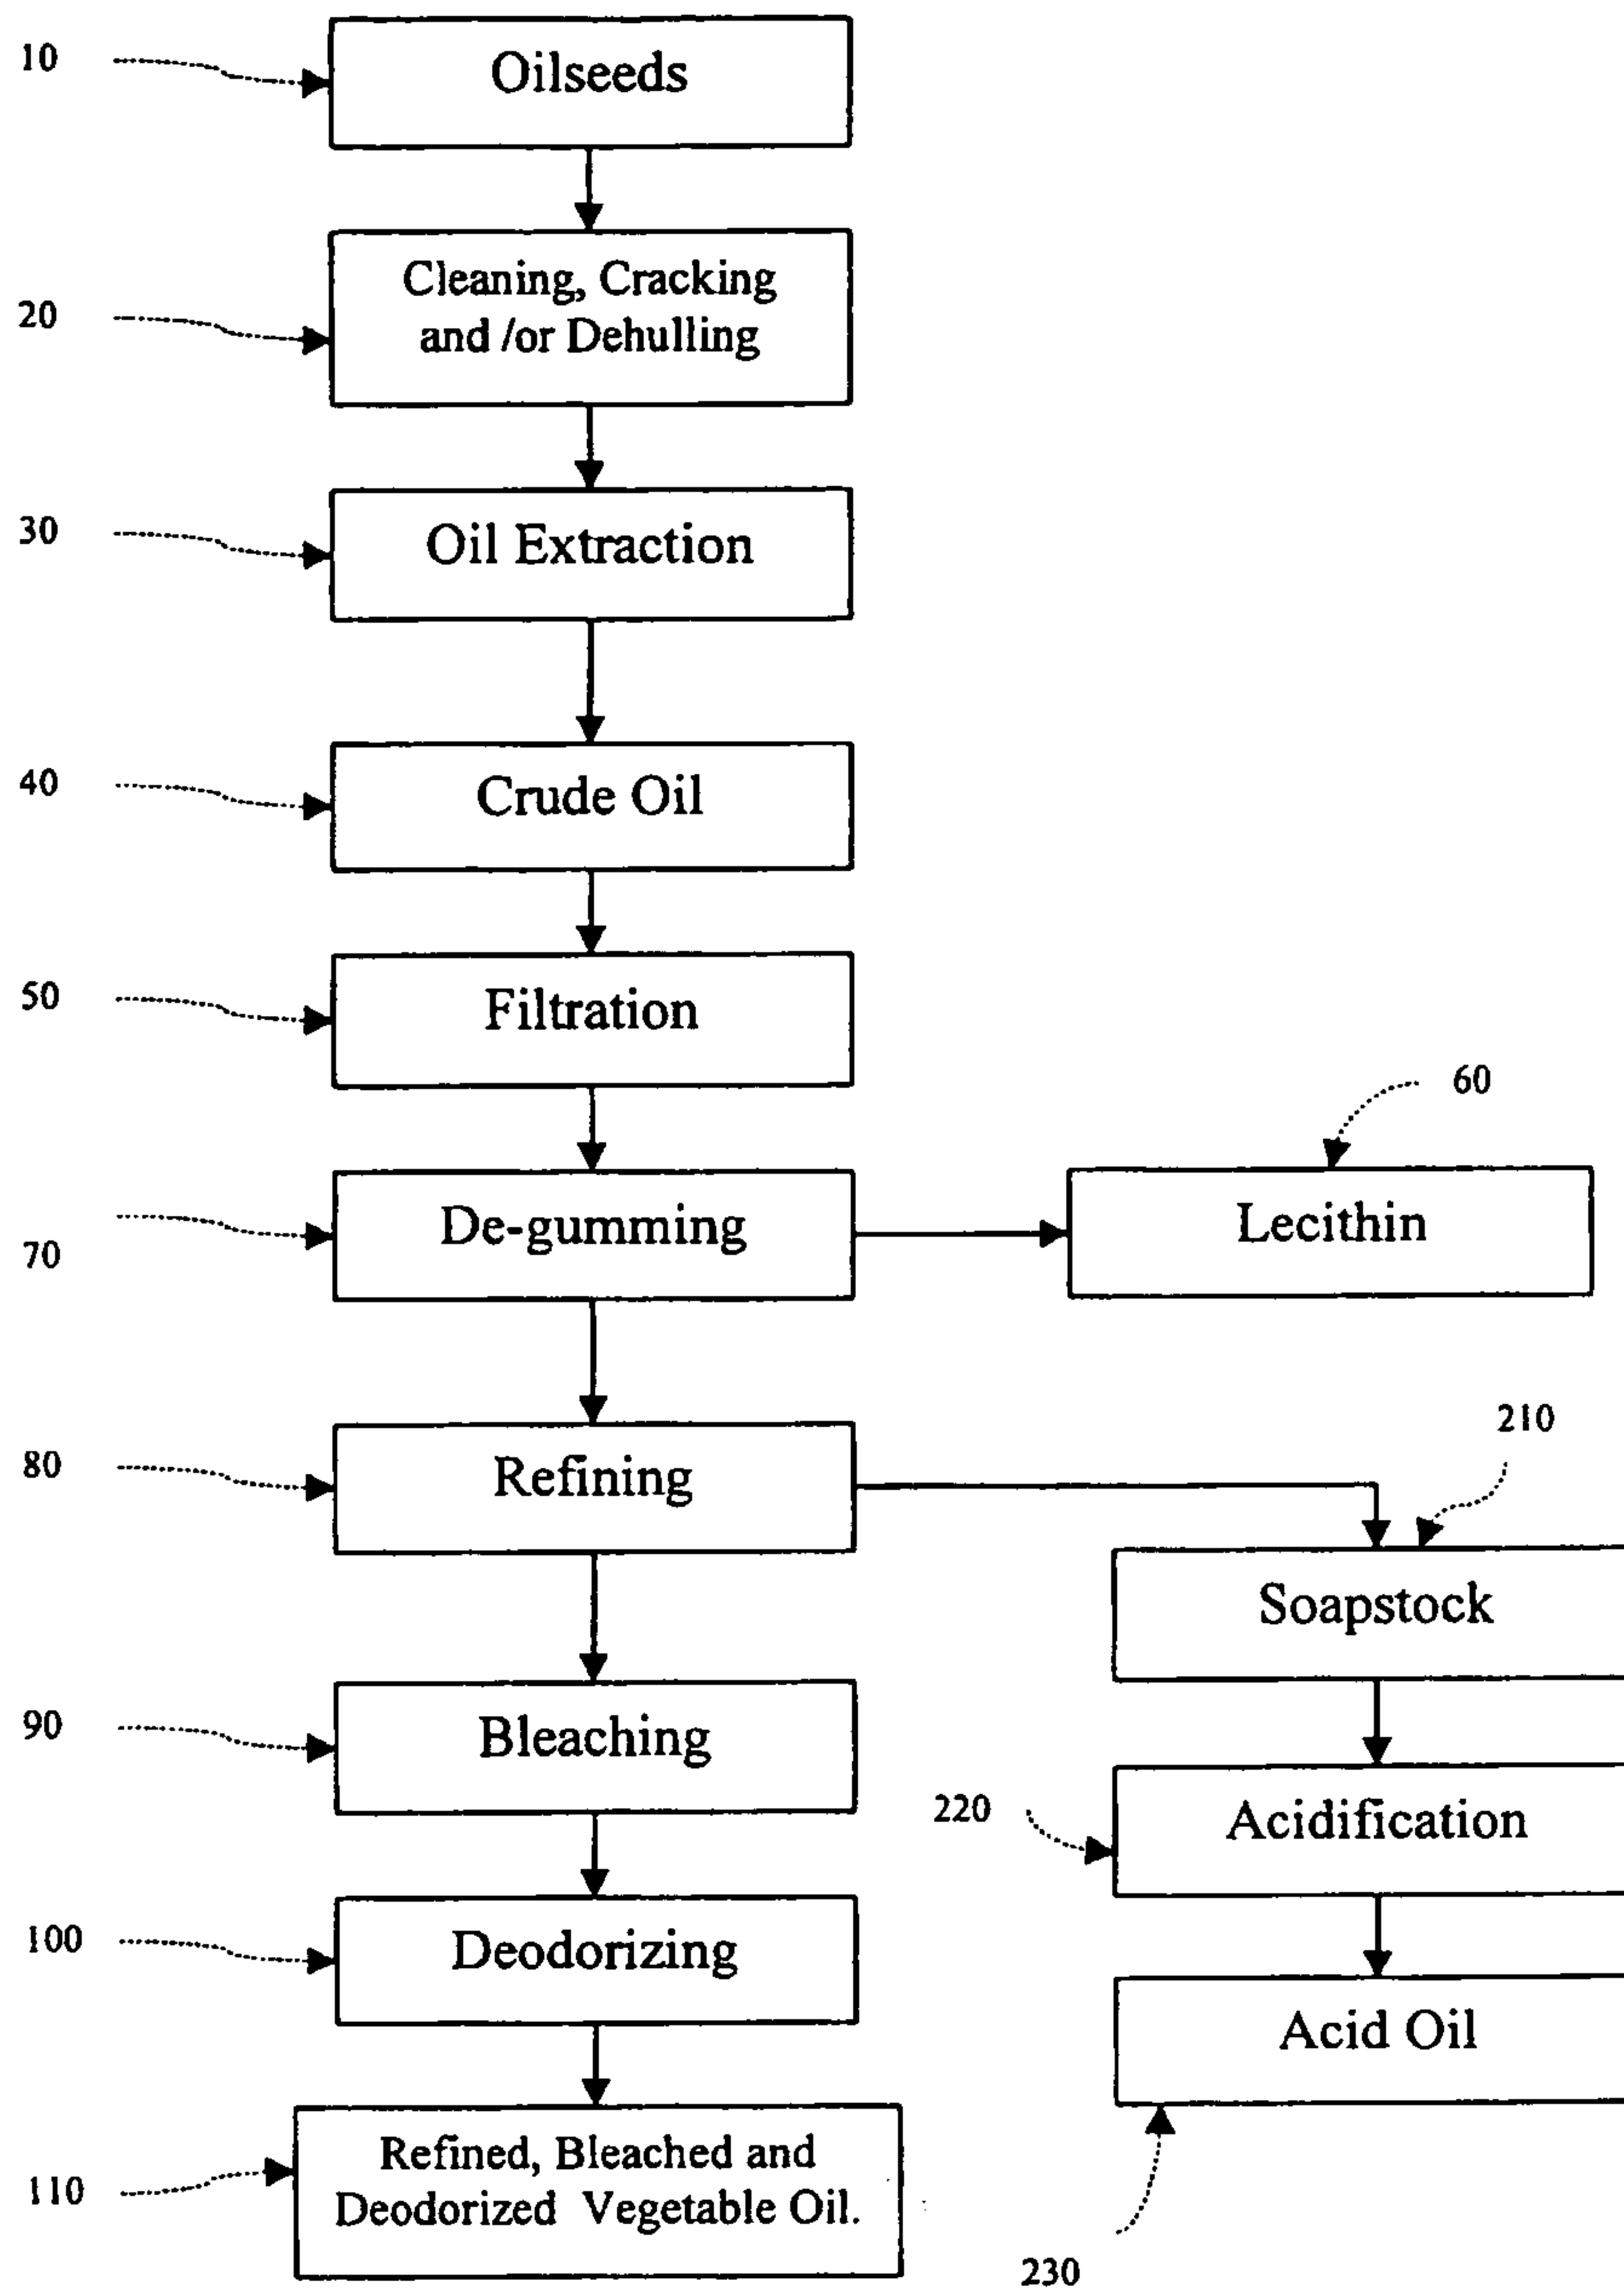 10
Oilseeds
20
Cleaning, Cracking
and /or Dehulling
30
Oil Extraction
40
Crude Oil
50
Filtration
60
70
De-gumming
Lecithin
80
Refining
210
Soapstock
90
Bleaching
220
Acidification
100
Deodorizing
Acid Oil
110
Refined, Bleached and
Deodorized Vegetable Oil.
230